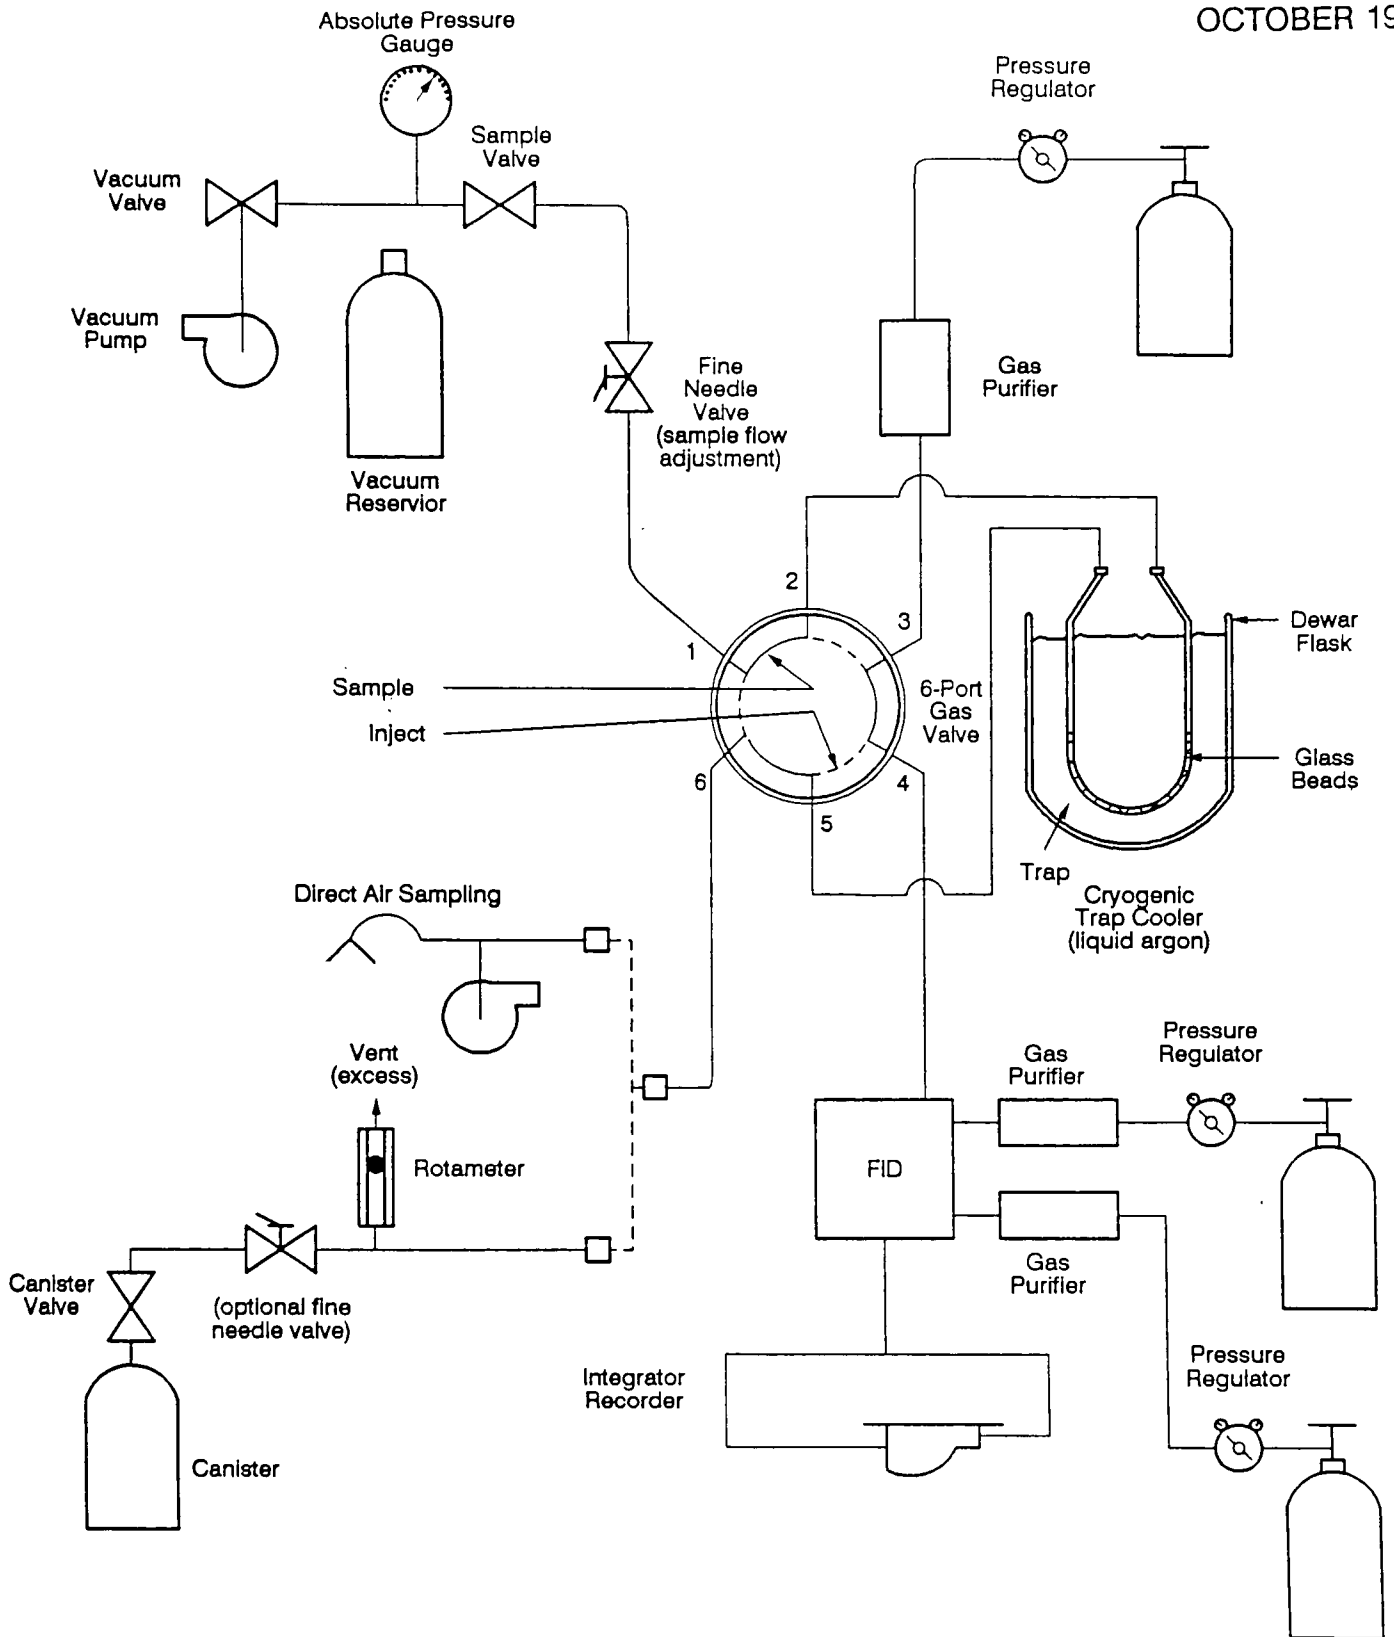 OCTOBER 19
Absolute Pressure
Gauge
Pressure
Regulator
Sample
Valve
Vacuum
Valve
Vacuum
Pump
Fine
Needle
Valve
(sample flow
adjustment)
Gas
Purifier
Vacuum
Reservior
2
3
1
Dewar
Flask
Sample
Inject
6-Port
Gas
Valve
Glass
Beads
6
4
5
Trap
Cryogenic
Trap Cooler
(liquid argon)
Direct Air Sampling
Vent
(excess)
Rotameter
Gas
Purifier
Pressure
Regulator
FID
Gas
Purifier
Canister
Valve
(optional fine
needle valve)
Pressure
Regulator
Integrator
Recorder
Canister